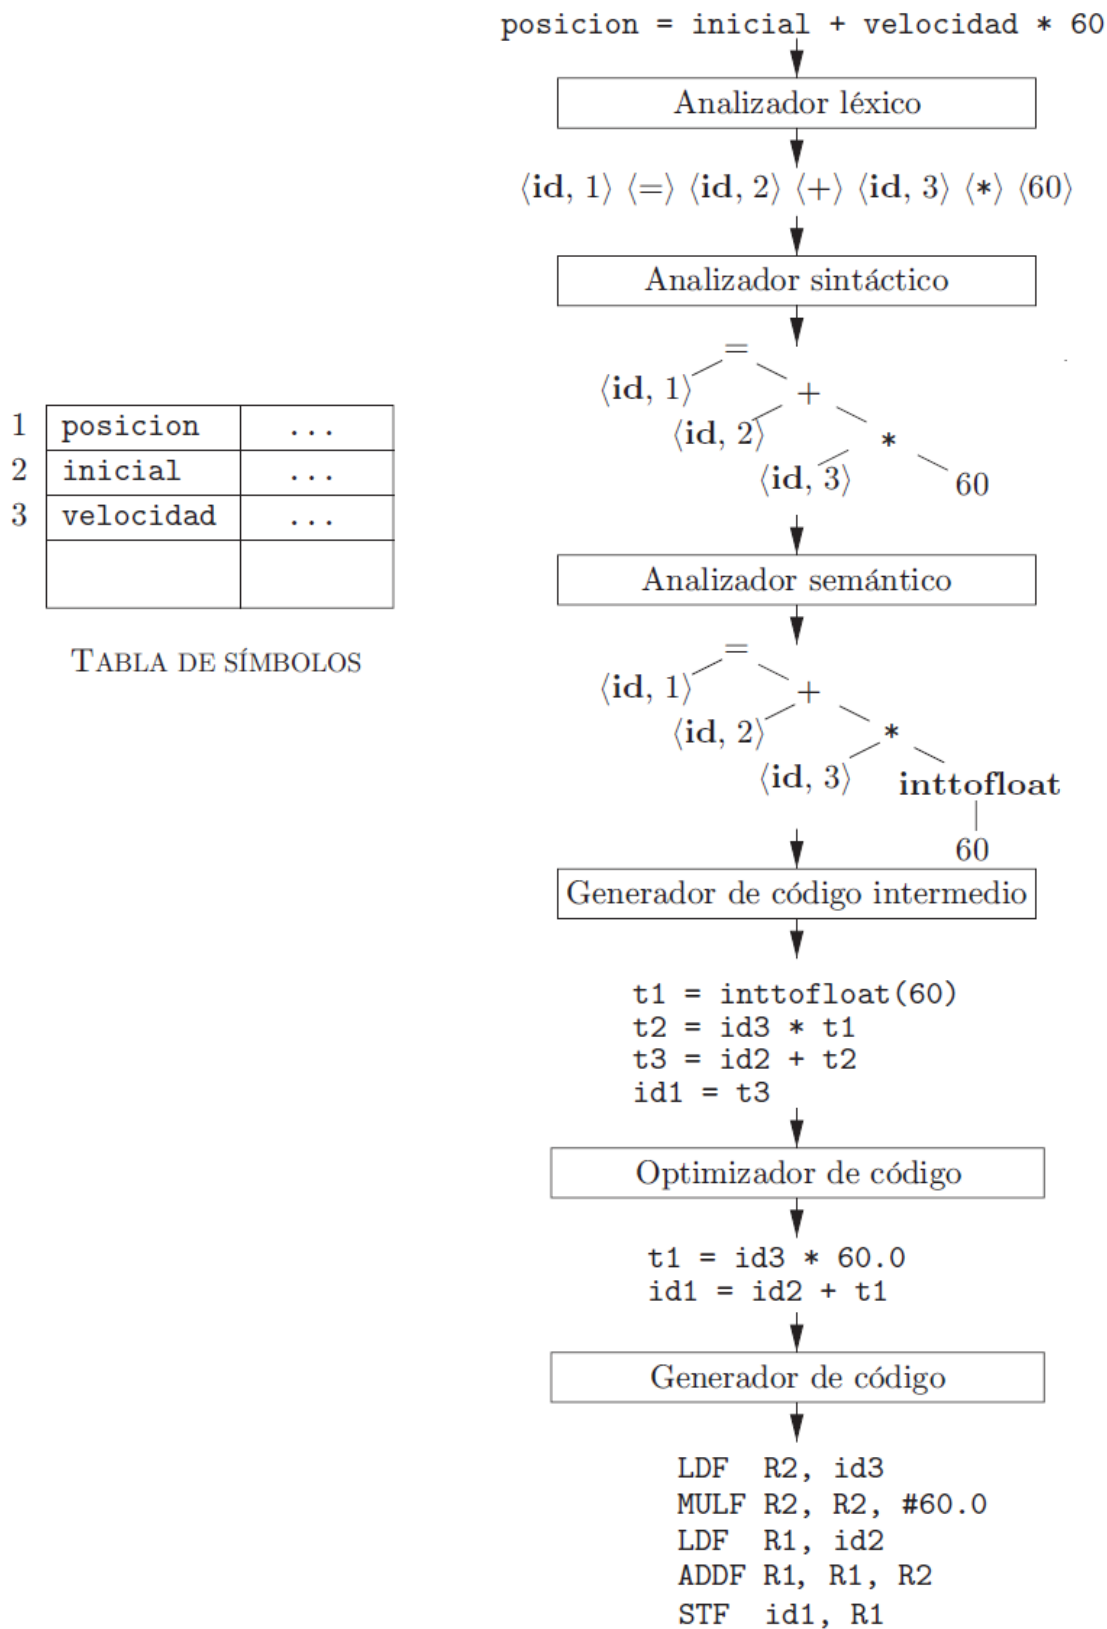 posicion = inicial + velocidad * 60
Analizador léxico
⟨id, 1⟩ ⟨=⟩ ⟨id, 2⟩ ⟨+⟩ ⟨id, 3⟩ ⟨*⟩ ⟨60⟩
Analizador sintáctico
=
⟨id, 1⟩
+
⟨id, 2⟩
*
⟨id, 3⟩
60
1 posicion ...
2 inicial ...
3 velocidad ...
TABLA DE SÍMBOLOS
Analizador semántico
=
⟨id, 1⟩
+
⟨id, 2⟩
*
⟨id, 3⟩
inttofloat
60
Generador de código intermedio
t1 = inttofloat(60)
t2 = id3 * t1
t3 = id2 + t2
id1 = t3
Optimizador de código
t1 = id3 * 60.0
id1 = id2 + t1
Generador de código
LDF R2, id3
MULF R2, R2, #60.0
LDF R1, id2
ADDF R1, R1, R2
STF id1, R1